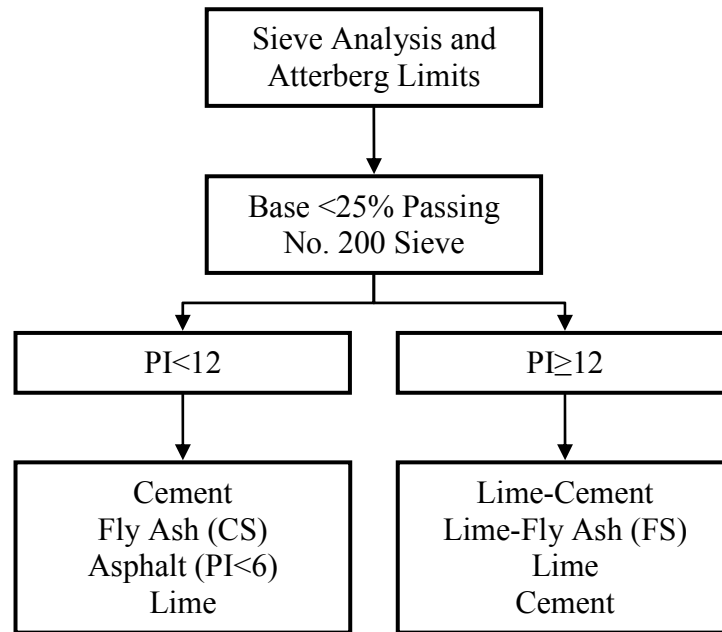 Sieve Analysis and
Atterberg Limits
Base <25% Passing
No. 200 Sieve
PI<12
PI≥12
Cement
Fly Ash (CS)
Asphalt (PI<6)
Lime
Lime-Cement
Lime-Fly Ash (FS)
Lime
Cement